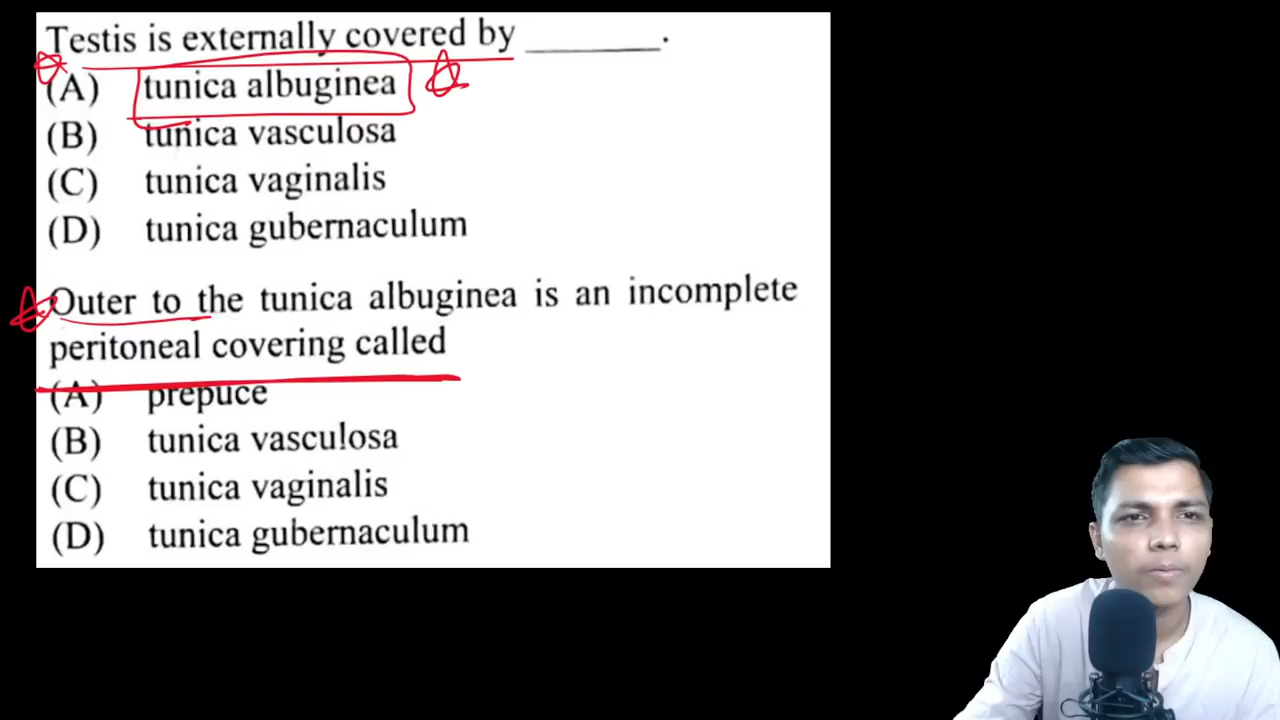 Testis is externally covered by ________.
(A) tunica albuginea
(B) tunica vasculosa
(C) tunica vaginalis
(D) tunica gubernaculum
Outer to the tunica albuginea is an incomplete
peritoneal covering called
(A) prepuce
(B) tunica vasculosa
(C) tunica vaginalis
(D) tunica gubernaculum